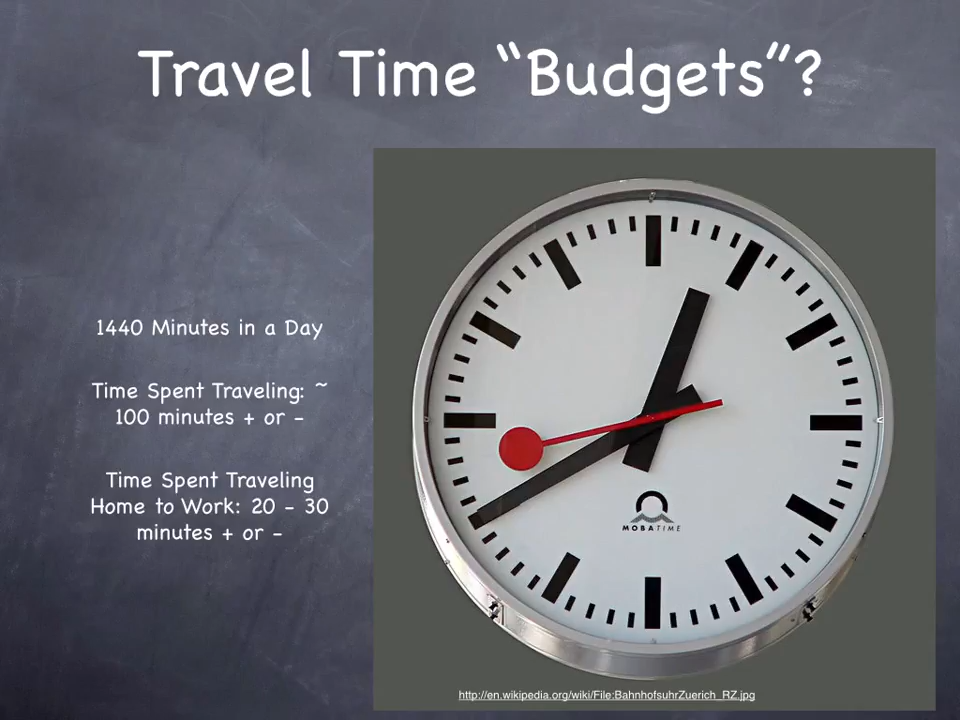 Travel Time “Budgets”?
1440 Minutes in a Day
Time Spent Traveling: ~
100 minutes + or -
Time Spent Traveling
Home to Work: 20 - 30
minutes + or -
MOBATIME
http://en.wikipedia.org/wiki/File:BahnhofsuhrZuerich_RZ.jpg